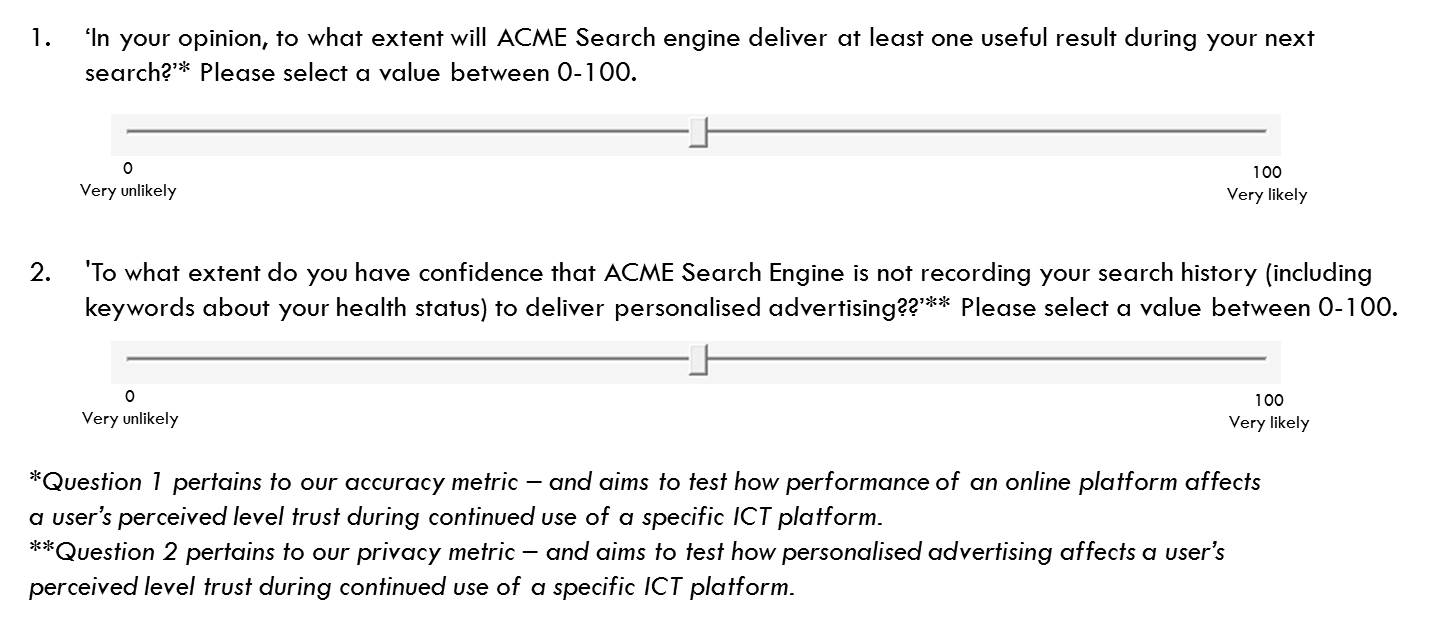 1. ‘In your opinion, to what extent will ACME Search engine deliver at least one useful result during your next
search?’* Please select a value between 0-100.
0
100
Very unlikely
Very likely
2. 'To what extent do you have confidence that ACME Search Engine is not recording your search history (including
keywords about your health status) to deliver personalised advertising??’** Please select a value between 0-100.
0
100
Very unlikely
Very likely
*Question 1 pertains to our accuracy metric – and aims to test how performance of an online platform affects
a user’s perceived level trust during continued use of a specific ICT platform.
**Question 2 pertains to our privacy metric – and aims to test how personalised advertising affects a user’s
perceived level trust during continued use of a specific ICT platform.